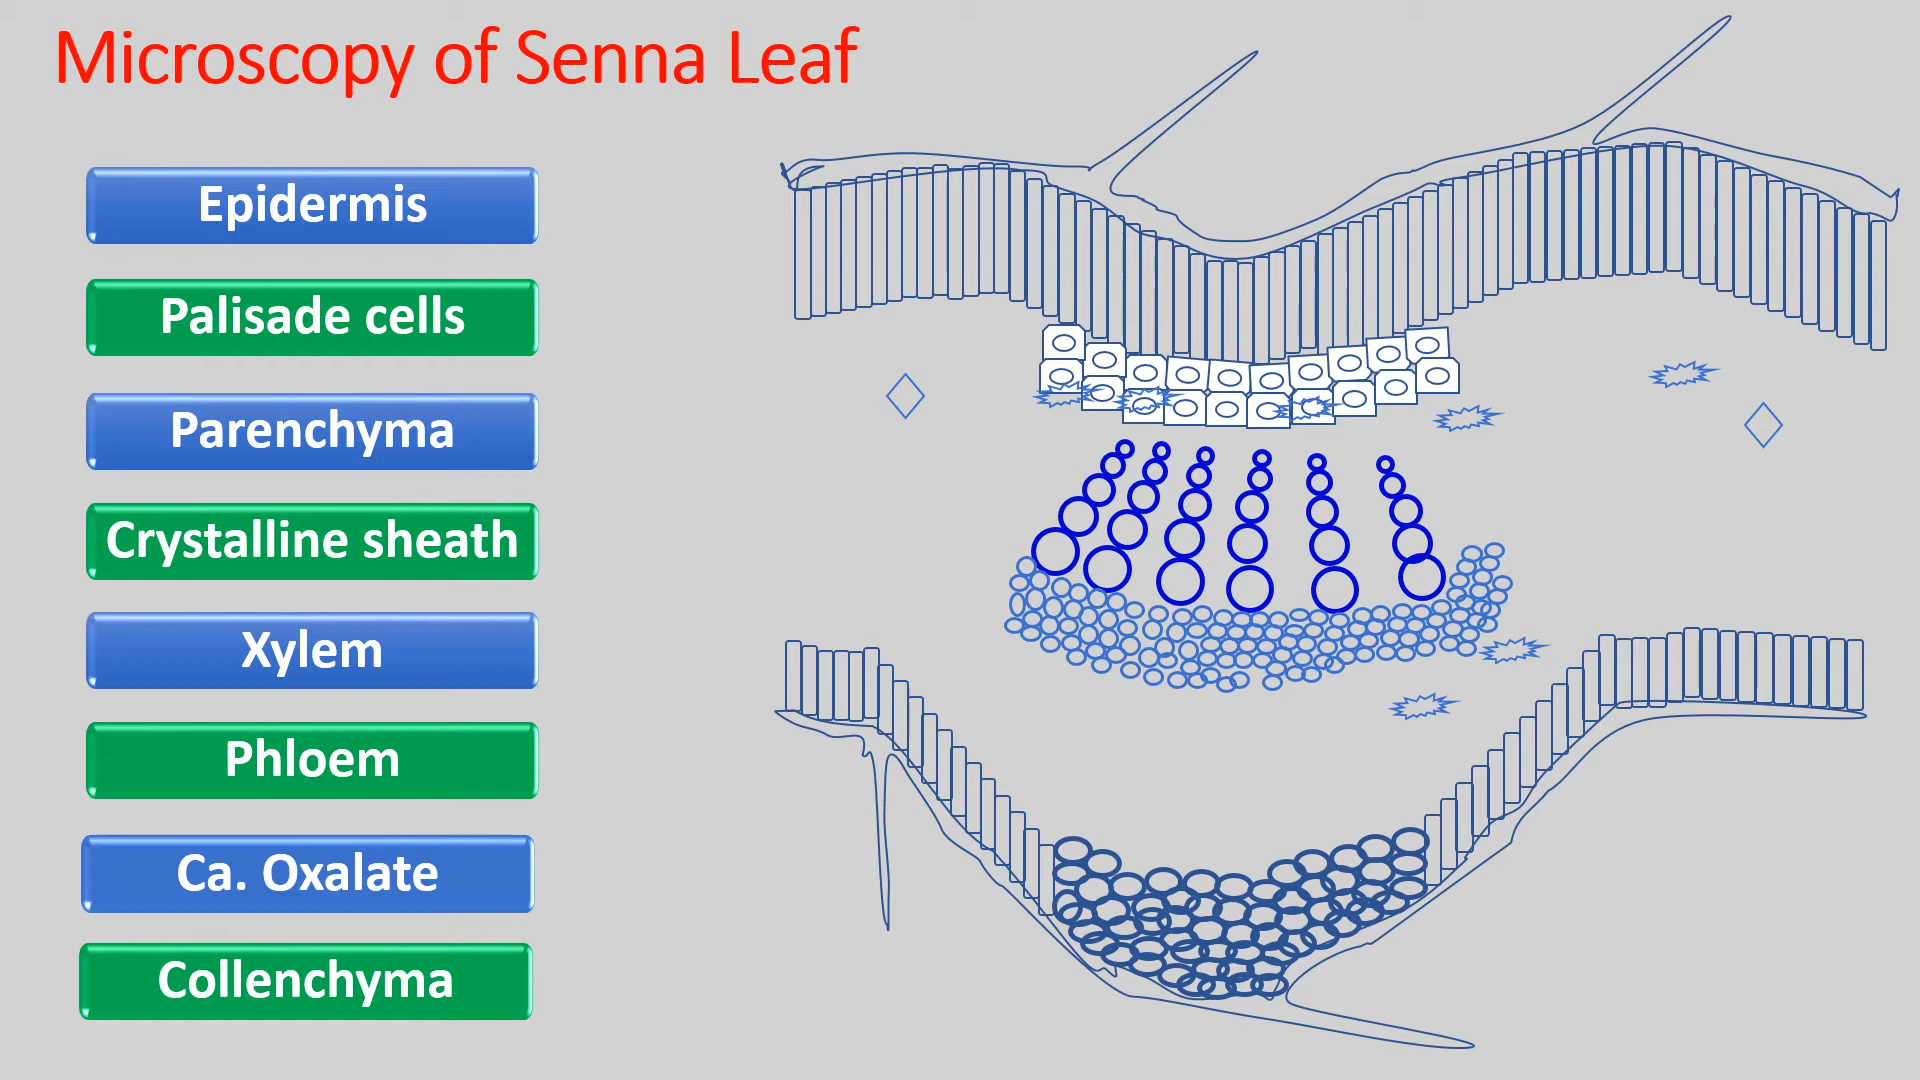 Microscopy of Senna Leaf
Epidermis
Palisade cells
Parenchyma
Crystalline sheath
Xylem
Phloem
Ca. Oxalate
Collenchyma